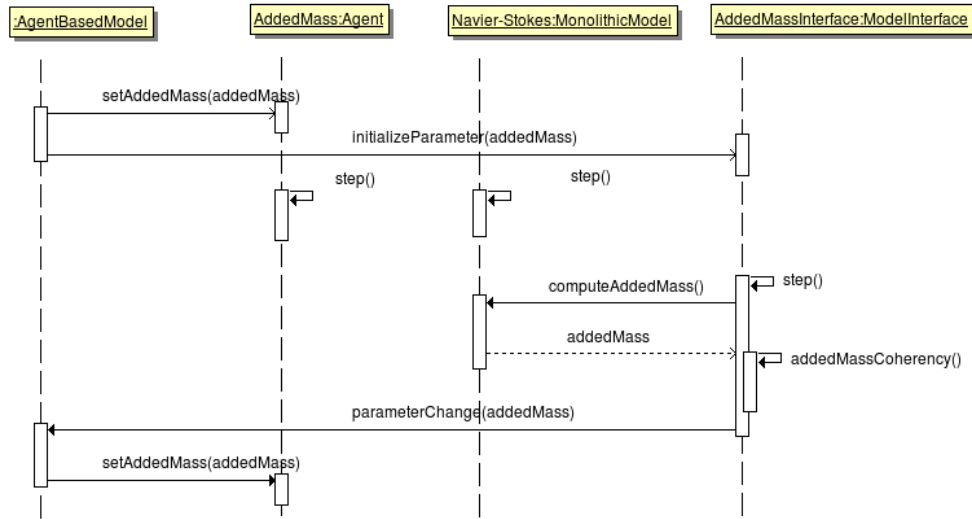 :AgentBasedModel
AddedMass:Agent
Navier-Stokes:MonolithicModel
AddedMassInterface:ModelInterface
setAddedMass(addedMass)
initializeParameter(addedMass)
step()
step()
step()
computeAddedMass()
addedMass
addedMassCoherency()
parameterChange(addedMass)
setAddedMass(addedMass)